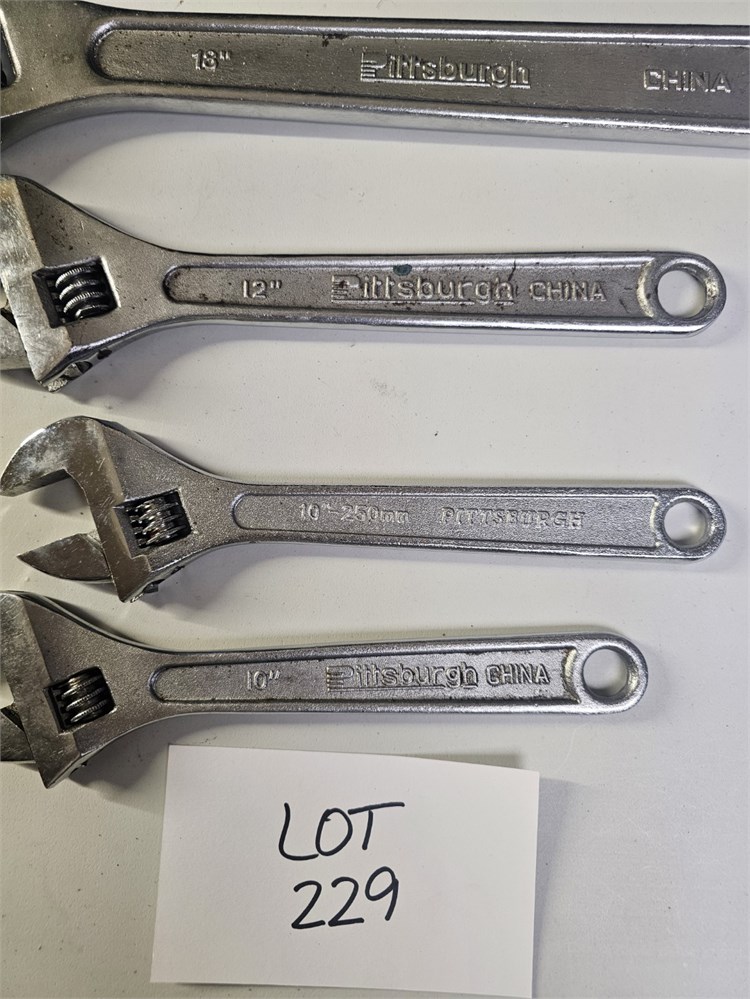 18" Pittsburgh CHINA
12" Pittsburgh CHINA
10"-250mm PITTSBURGH
10" Pittsburgh CHINA
LOT
229